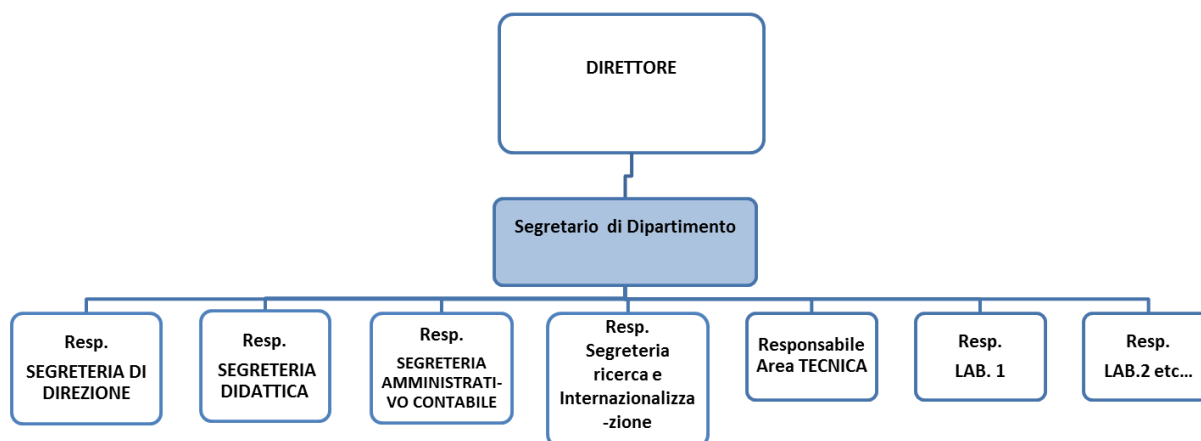 DIRETTORE
Segretario di Dipartimento
Resp.
SEGRETERIA DI
DIREZIONE
Resp.
SEGRETERIA
DIDATTICA
Resp.
SEGRETERIA
AMMINISTRATI-
VO CONTABILE
Resp.
Segreteria
ricerca e
Internazionalizza
-zione
Responsabile
Area TECNICA
Resp.
LAB. 1
Resp.
LAB.2 etc...